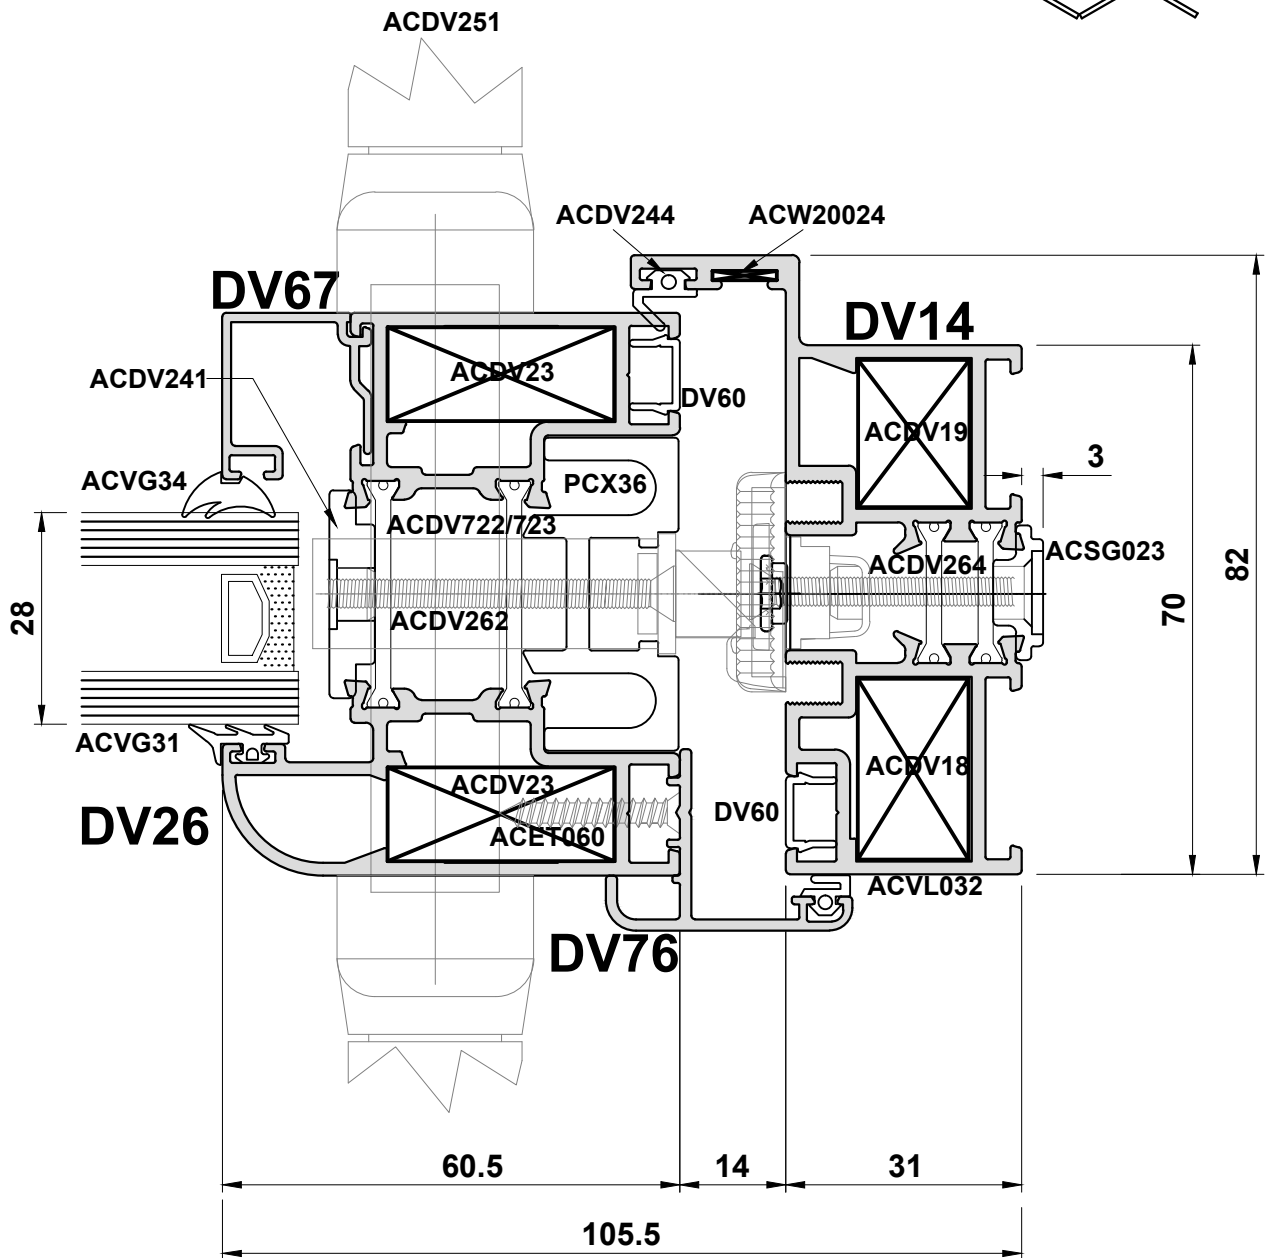 ACDV251
ACDV244
ACW20024
DV67
DV14
ACDV241
ACDV23
DV60
ACDV19
3
ACVG34
PCX36
ACDV722/723
ACDV264
ACSG023
82
28
ACDV262
70
ACVG31
ACDV23
ACDV18
DV26
ACET060
DV60
ACVL032
DV76
60.5
14
31
105.5